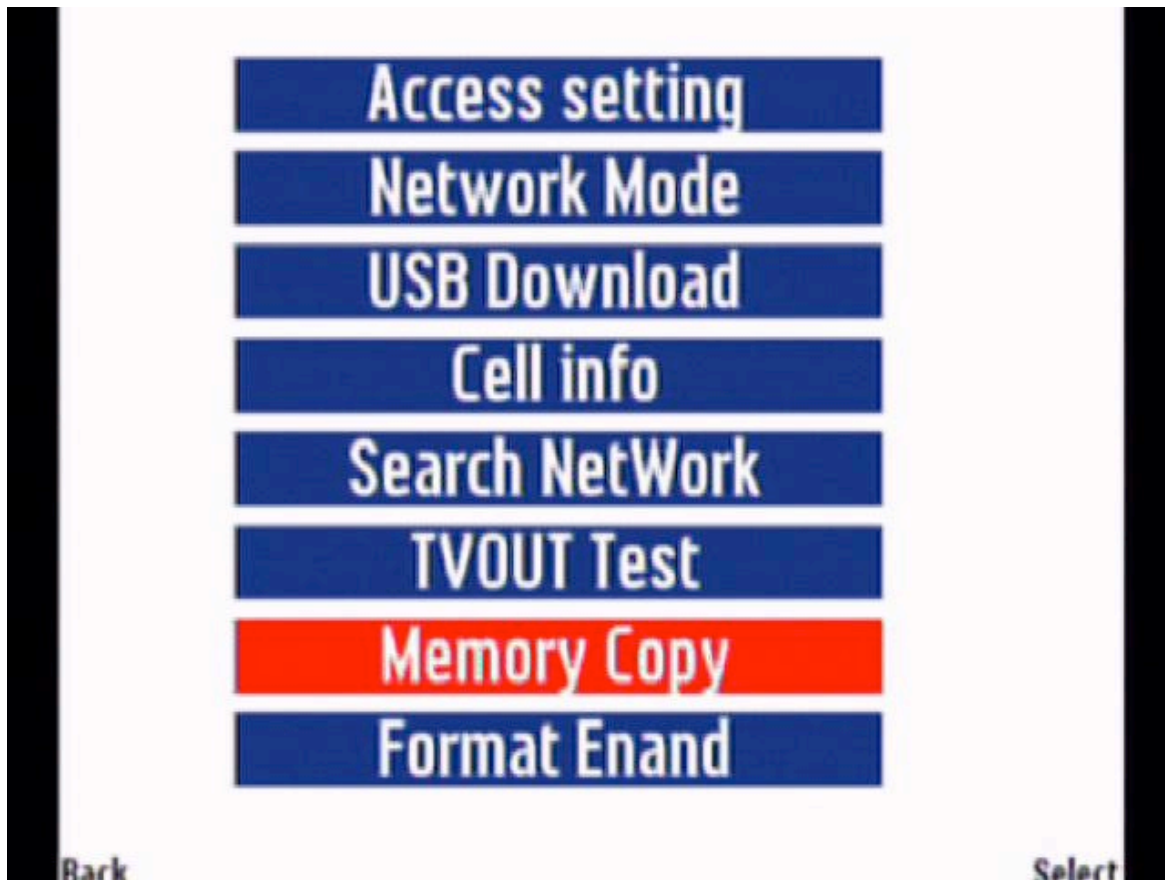 Access setting
Network Mode
USB Download
Cell info
Search NetWork
TVOUT Test
Memory Copy
Format Enand
Back
Select